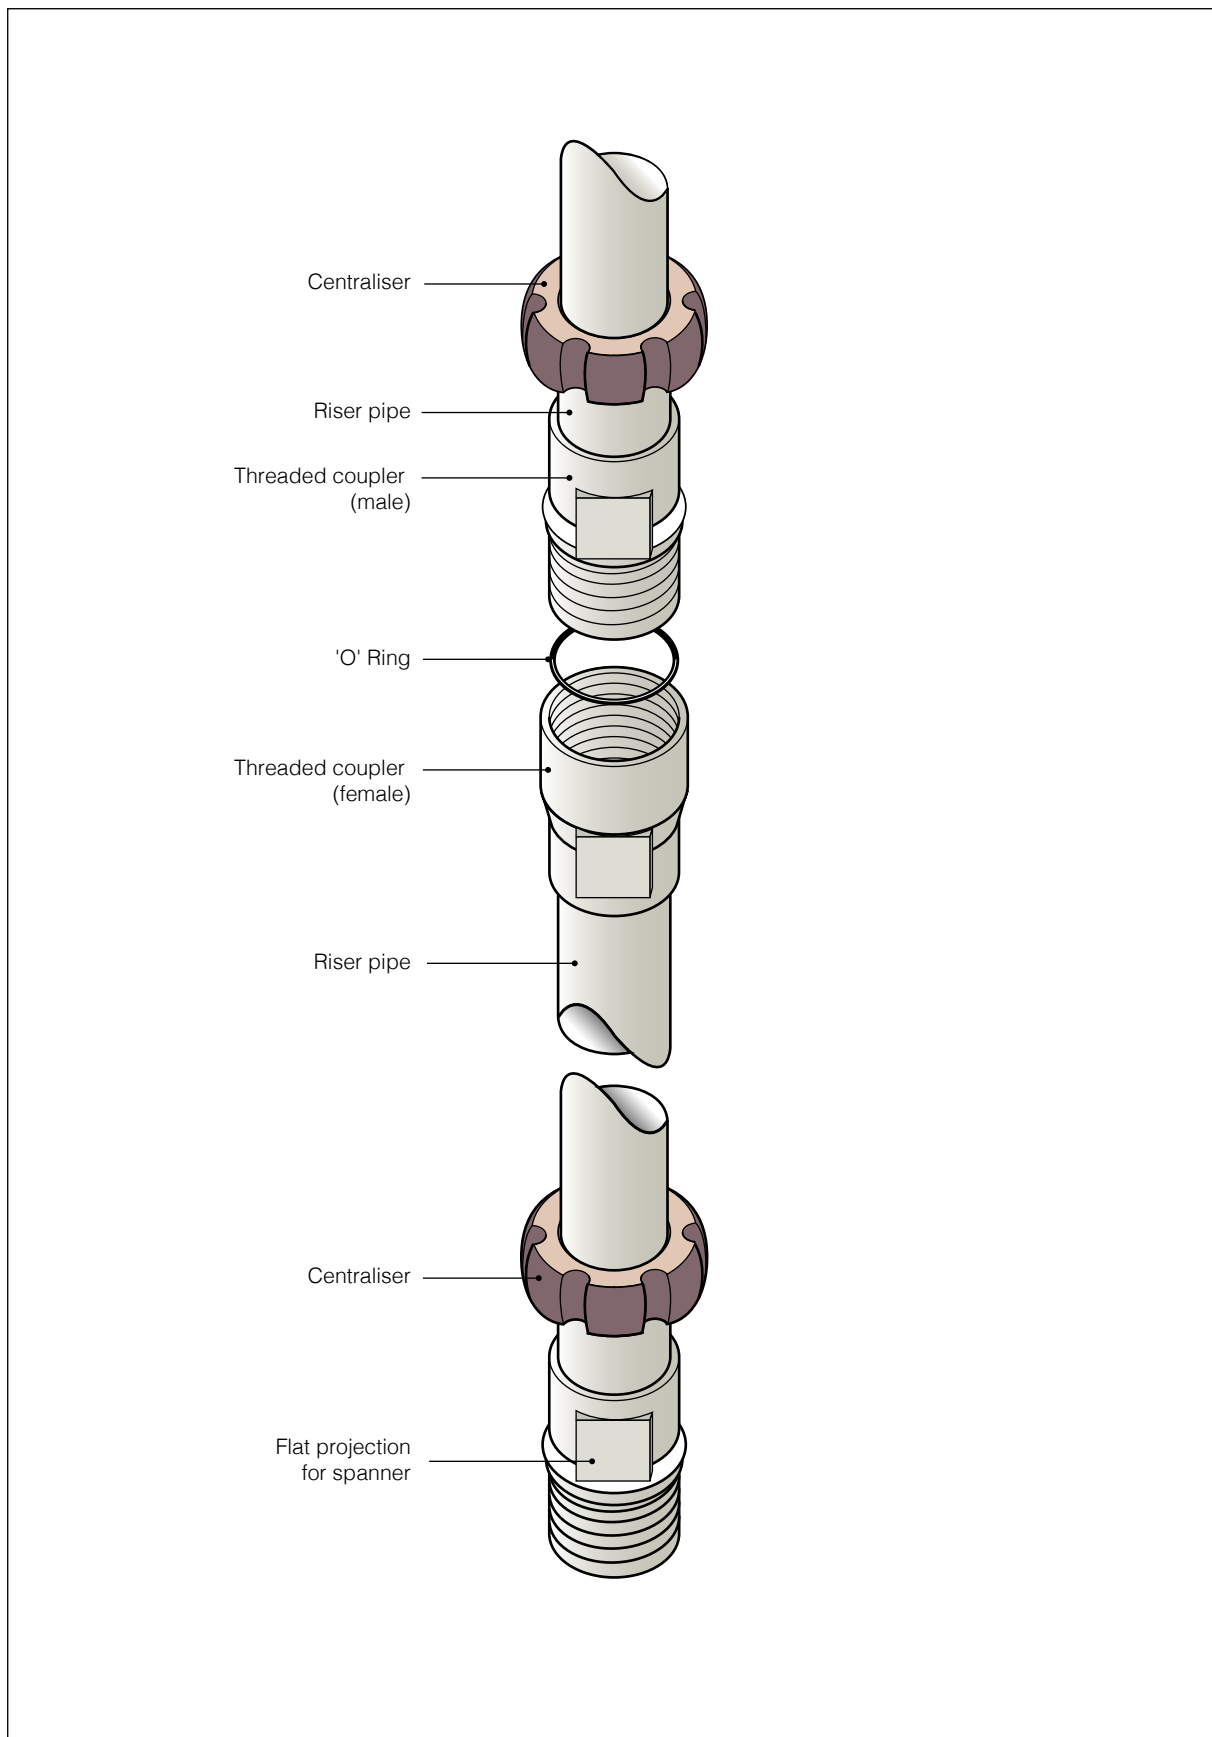 Centraliser
Riser pipe
Threaded coupler
(male)
'O' Ring
Threaded coupler
(female)
Riser pipe
Centraliser
Flat projection
for spanner